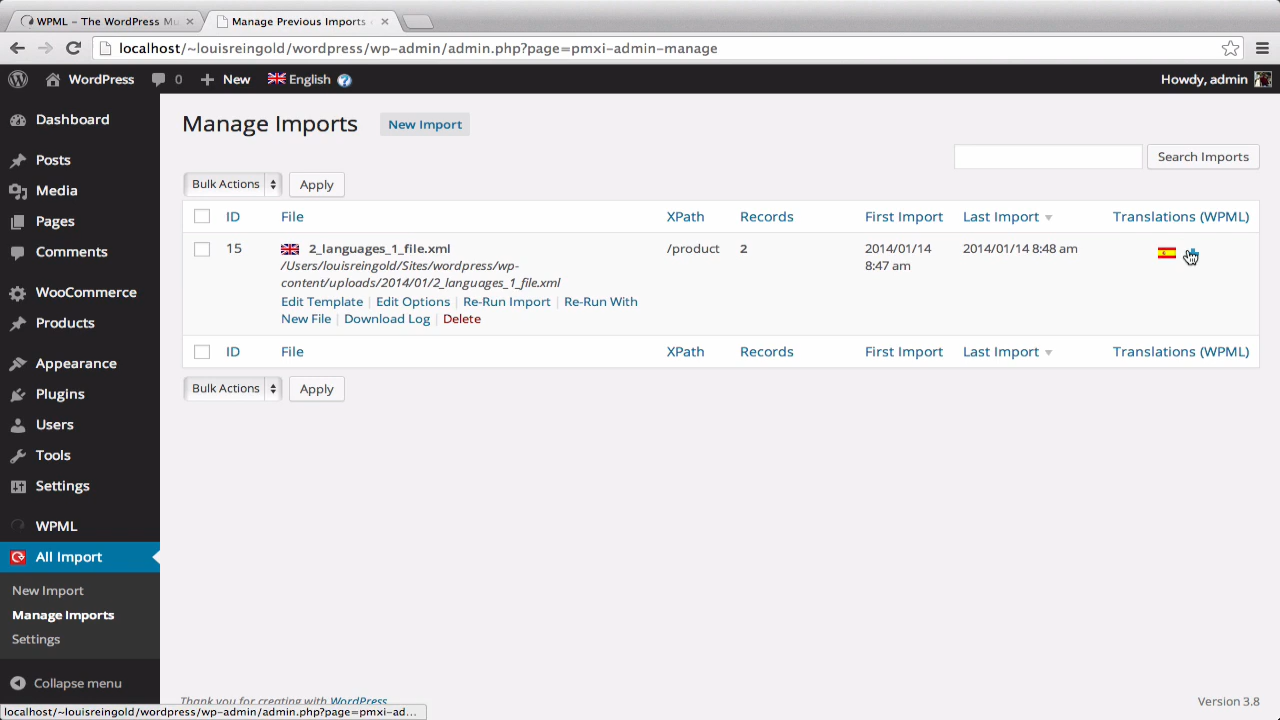 WPML – The WordPress Mu
Manage Previous Imports
localhost/~louisreingold/wordpress/wp-admin/admin.php?page=pmxi-admin-manage
WordPress 0 New English ? Howdy, admin
Dashboard
Posts
Media
Pages
Comments
WooCommerce
Products
Appearance
Plugins
Users
Tools
Settings
WPML
All Import
New Import
Manage Imports
Settings
Collapse menu
Manage Imports New Import
Search Imports
Bulk Actions Apply
ID File XPath Records First Import Last Import Translations (WPML)
15 2_languages_1_file.xml /product 2 2014/01/14 2014/01/14 8:48 am
/Users/louisreingold/Sites/wordpress/wp- 8:47 am
content/uploads/2014/01/2_languages_1_file.xml
Edit Template | Edit Options | Re-Run Import | Re-Run With
New File | Download Log | Delete
ID File XPath Records First Import Last Import Translations (WPML)
Bulk Actions Apply
Thank you for creating with WordPress Version 3.8
localhost/~louisreingold/wordpress/wp-admin/admin.php?page=pmxi-ad...